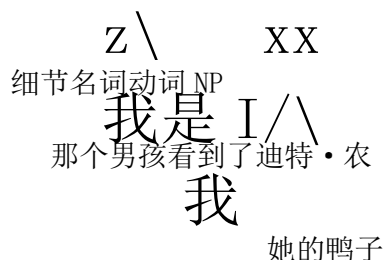 z\ xx
细节名词动词 NP
我是 I/\
那个男孩看到了迪特·农
我
她的鸭子